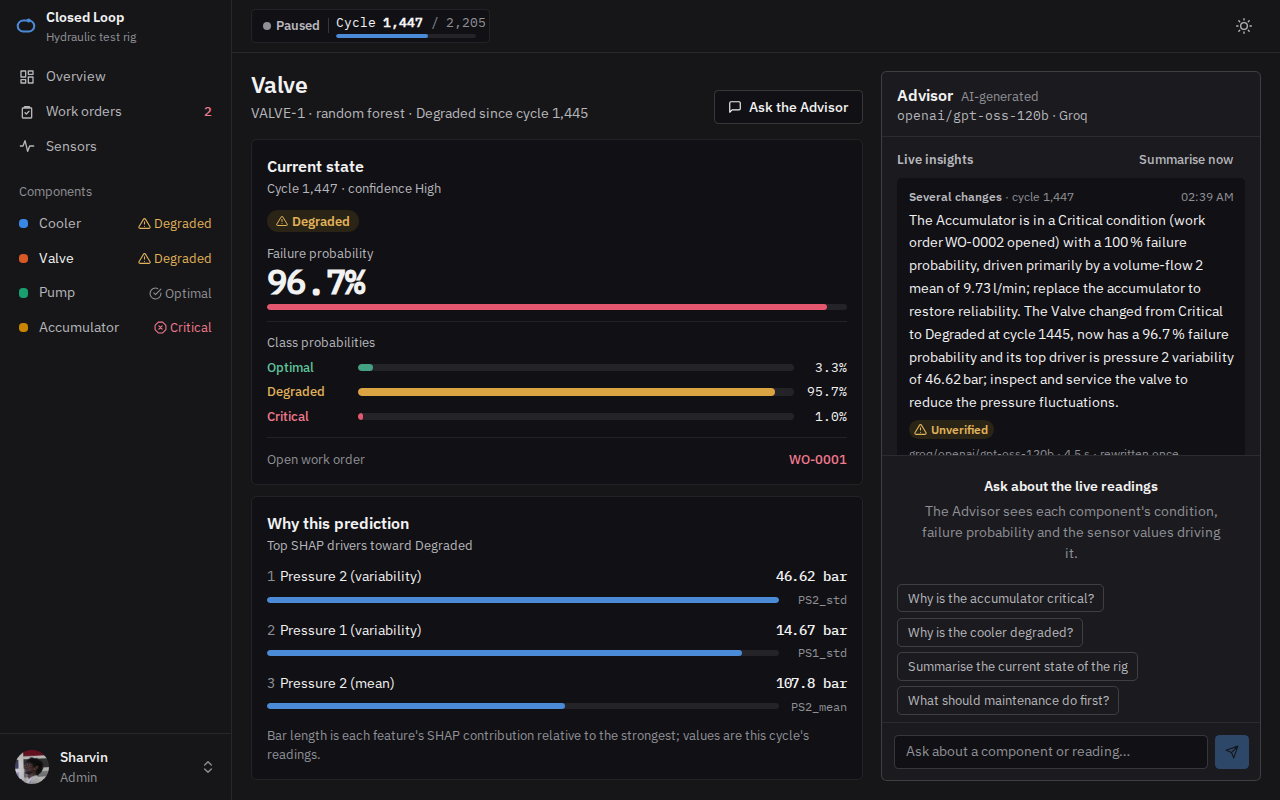 Closed Loop
Hydraulic test rig
Overview
Work orders 2
Sensors
Components
Cooler Degraded
Valve Degraded
Pump Optimal
Accumulator Critical
Sharvin
Admin
Paused Cycle 1,447 / 2,205
Valve
VALVE-1 · random forest · Degraded since cycle 1,445
Ask the Advisor
Current state
Cycle 1,447 · confidence High
Degraded
Failure probability
96.7%
Class probabilities
Optimal 3.3%
Degraded 95.7%
Critical 1.0%
Open work order WO-0001
Why this prediction
Top SHAP drivers toward Degraded
1 Pressure 2 (variability) 46.62 bar
PS2_std
2 Pressure 1 (variability) 14.67 bar
PS1_std
3 Pressure 2 (mean) 107.8 bar
PS2_mean
Bar length is each feature's SHAP contribution relative to the strongest; values are this cycle's
readings.
Advisor AI-generated
openai/gpt-oss-120b · Groq
Live insights Summarise now
Several changes · cycle 1,447 02:39 AM
The Accumulator is in a Critical condition (work
order WO-0002 opened) with a 100 % failure
probability, driven primarily by a volume-flow 2
mean of 9.73 l/min; replace the accumulator to
restore reliability. The Valve changed from Critical
to Degraded at cycle 1445, now has a 96.7 % failure
probability and its top driver is pressure 2 variability
of 46.62 bar; inspect and service the valve to
reduce the pressure fluctuations.
Unverified
groq/openai/gpt-oss-120b · 4.5 s · rewritten once
Ask about the live readings
The Advisor sees each component's condition,
failure probability and the sensor values driving
it.
Why is the accumulator critical?
Why is the cooler degraded?
Summarise the current state of the rig
What should maintenance do first?
Ask about a component or reading...